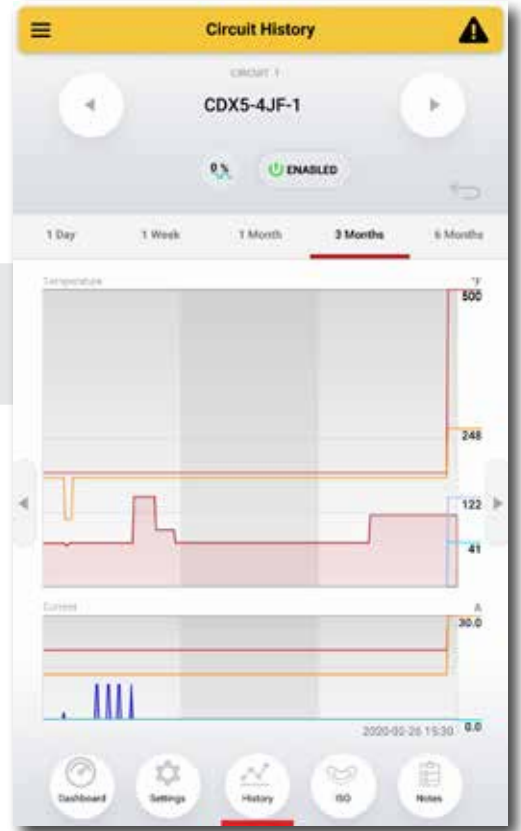 Circuit History
CIRCUIT 1
CDX5-4JF-1
0 %
ENABLED
1 Day 1 Week 1 Month 3 Months 6 Months
Temperature °F
500
248
122
41
Current A
30.0
2020-02-26 15:30 0.0
Dashboard Settings History ISO Notes